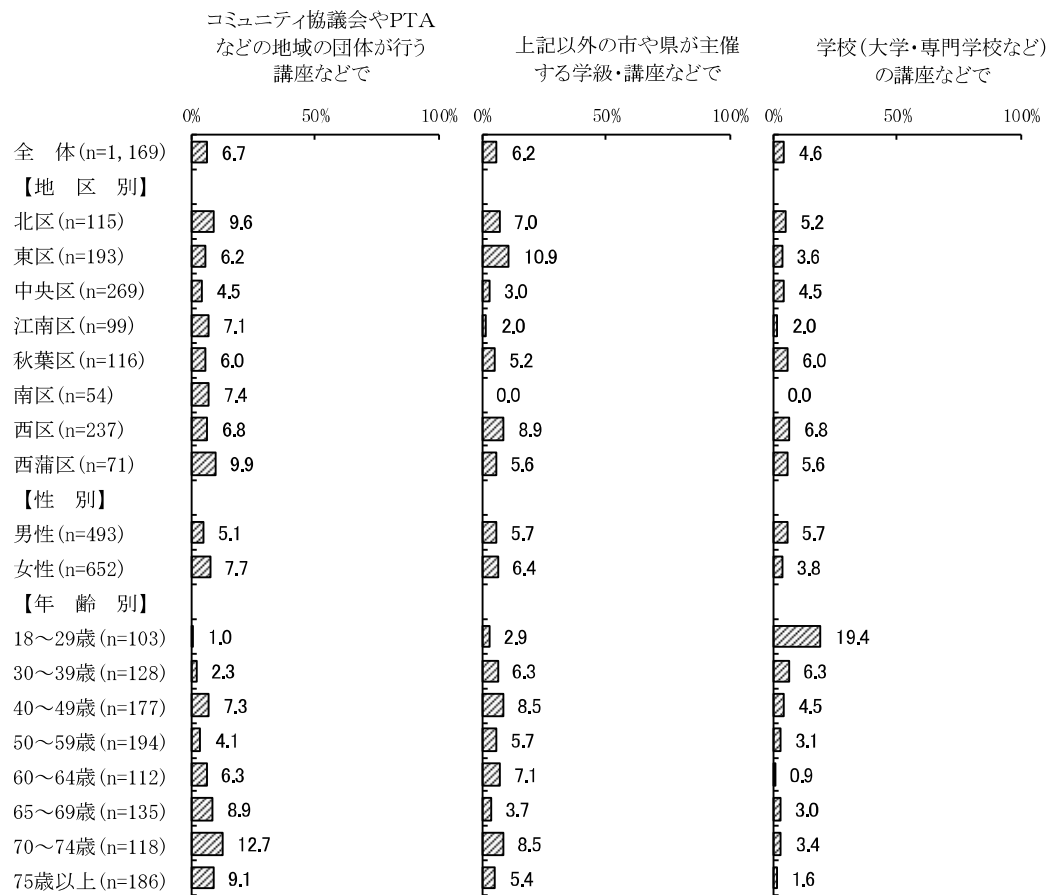 コミュニティ協議会やPTA
などの地域の団体が行う
講座などで
上記以外の市や県が主催
する学級・講座などで
学校(大学・専門学校など)
の講座などで
0% 50% 100% 0% 50% 100% 0% 50% 100%
全 体(n=1,169) 6.7 6.2 4.6
【地 区 別】
北区(n=115) 9.6 7.0 5.2
東区(n=193) 6.2 10.9 3.6
中央区(n=269) 4.5 3.0 4.5
江南区(n=99) 7.1 2.0 2.0
秋葉区(n=116) 6.0 5.2 6.0
南区(n=54) 7.4 0.0 0.0
西区(n=237) 6.8 8.9 6.8
西蒲区(n=71) 9.9 5.6 5.6
【性 別】
男性(n=493) 5.1 5.7 5.7
女性(n=652) 7.7 6.4 3.8
【年 齢 別】
18～29歳(n=103) 1.0 2.9 19.4
30～39歳(n=128) 2.3 6.3 6.3
40～49歳(n=177) 7.3 8.5 4.5
50～59歳(n=194) 4.1 5.7 3.1
60～64歳(n=112) 6.3 7.1 0.9
65～69歳(n=135) 8.9 3.7 3.0
70～74歳(n=118) 12.7 8.5 3.4
75歳以上(n=186) 9.1 5.4 1.6